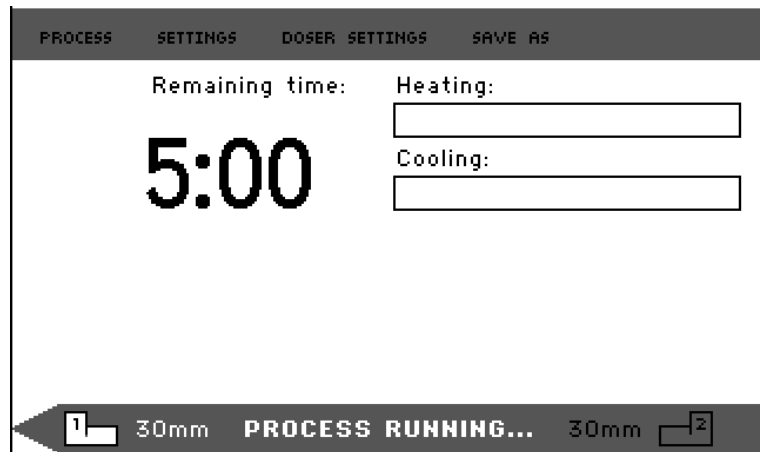 PROCESS SETTINGS DOSER SETTINGS SAVE AS
Remaining time: Heating:
5:00
Cooling:
1 30mm PROCESS RUNNING... 30mm 2